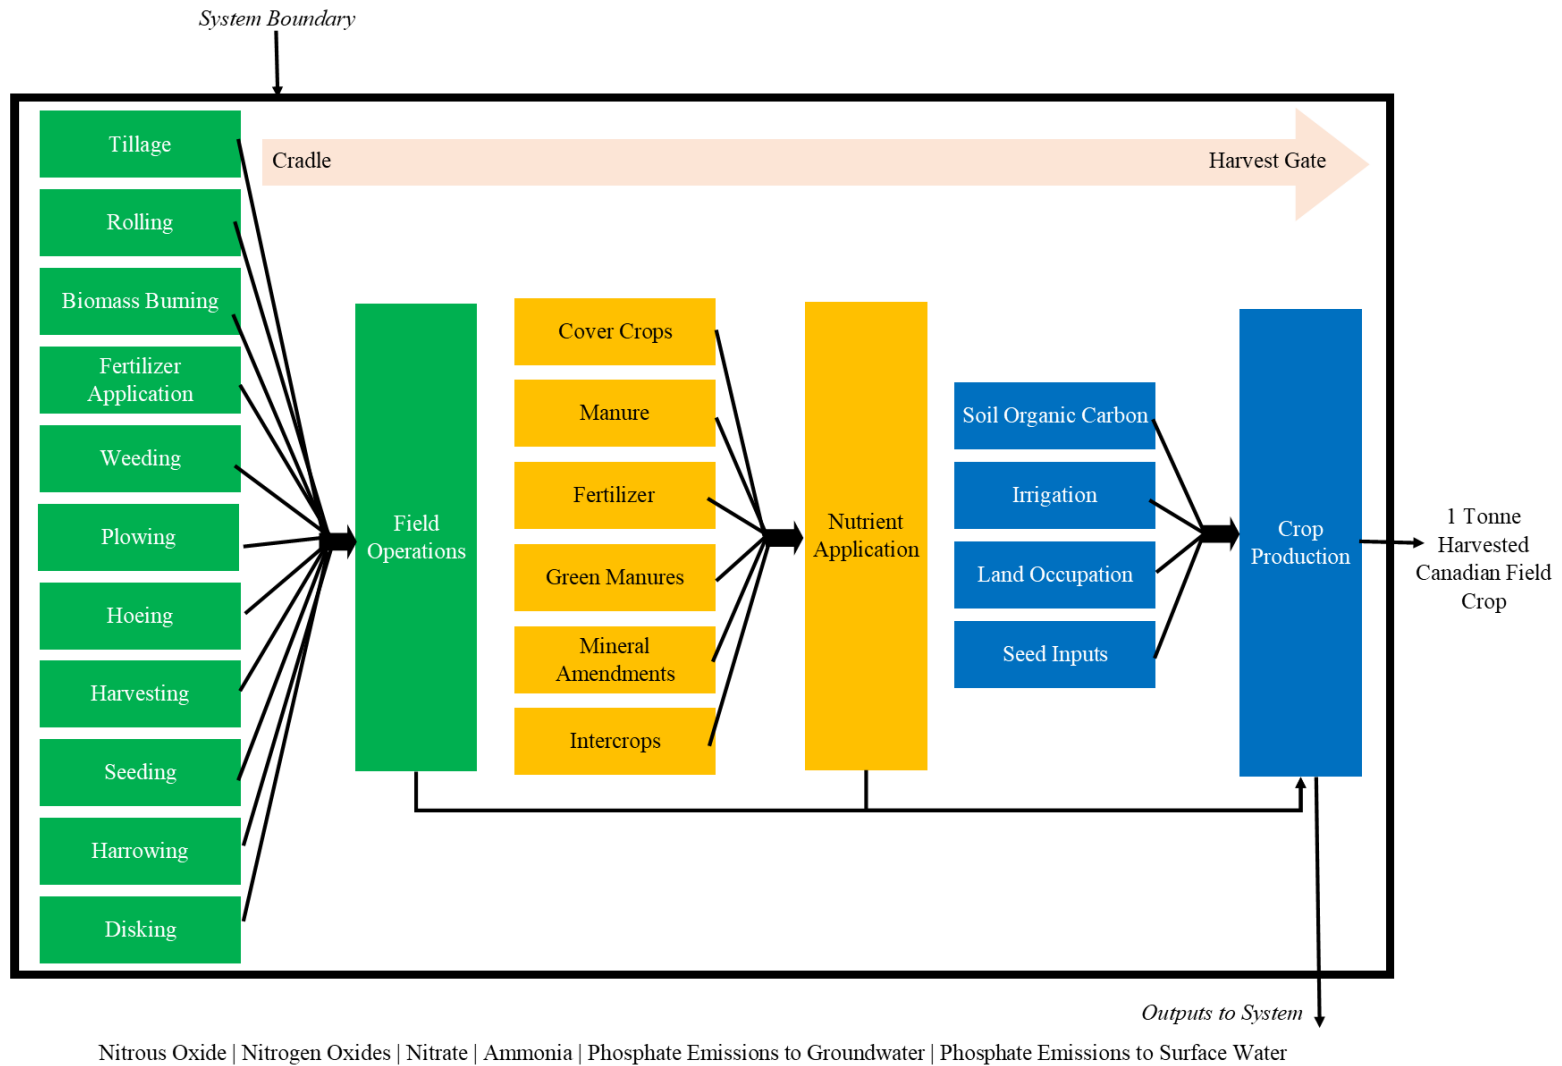 System Boundary
Cradle
Harvest Gate
Tillage
Rolling
Biomass Burning
Fertilizer
Application
Weeding
Plowing
Hoeing
Harvesting
Seeding
Harrowing
Disking
Field
Operations
Cover Crops
Manure
Fertilizer
Green Manures
Mineral
Amendments
Intercrops
Nutrient
Application
Soil Organic Carbon
Irrigation
Land Occupation
Seed Inputs
Crop
Production
1 Tonne
Harvested
Canadian Field
Crop
Outputs to System
Nitrous Oxide | Nitrogen Oxides | Nitrate | Ammonia | Phosphate Emissions to Groundwater | Phosphate Emissions to Surface Water